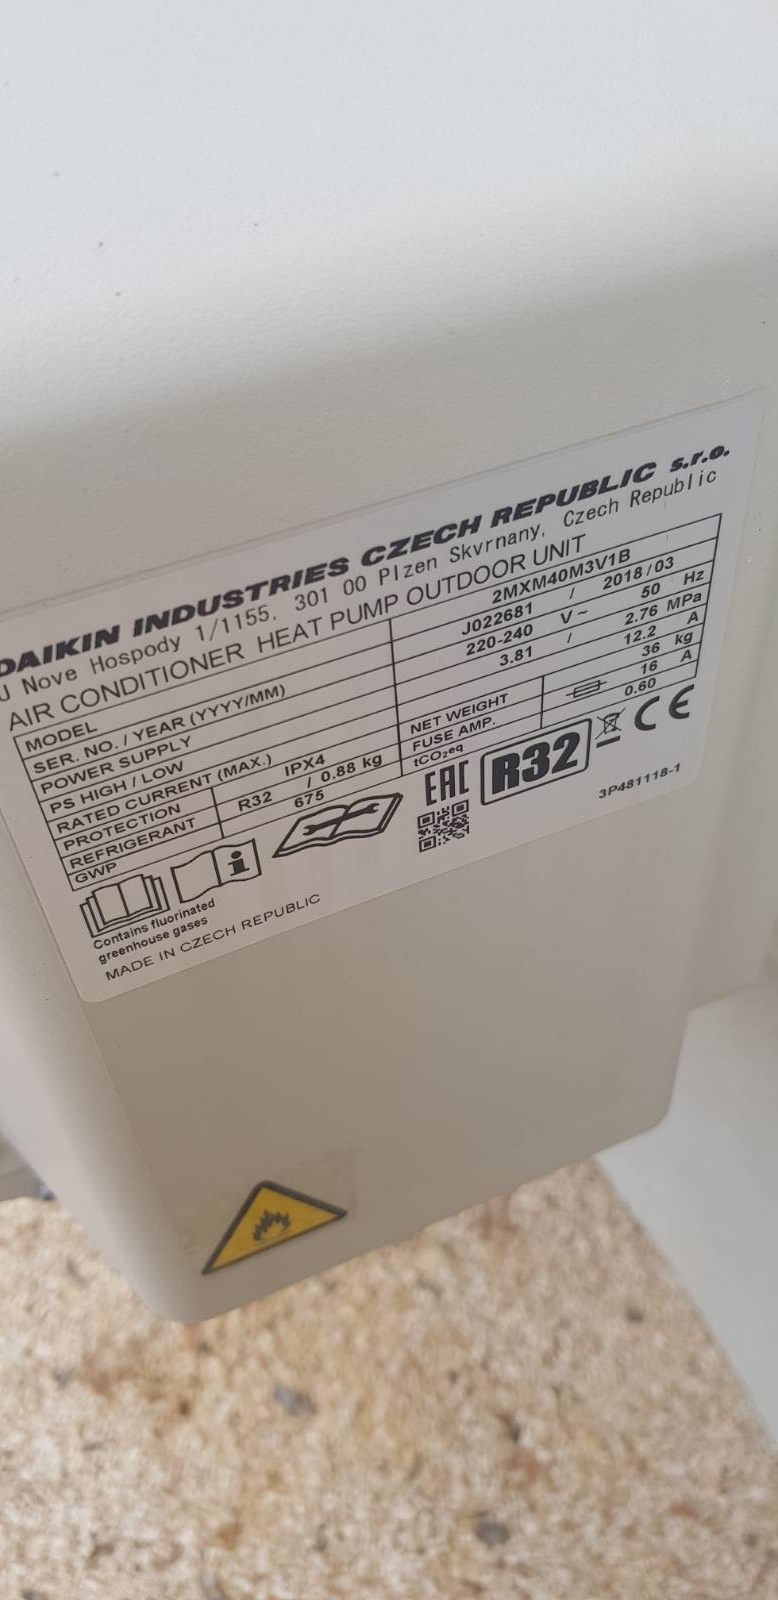 DAIKIN INDUSTRIES CZECH REPUBLIC s.r.o.
U Nove Hospody 1/1155, 301 00 Plzen Skvrnany, Czech Republic
AIR CONDITIONER HEAT PUMP OUTDOOR UNIT
MODEL 2MXM40M3V1B
SER. NO. / YEAR (YYYY/MM) J022681 / 2018/03
POWER SUPPLY 220-240 V~ 50 Hz
PS HIGH / LOW 3.81 / 2.76 MPa
RATED CURRENT (MAX.) 12.2 A
PROTECTION IPX4 NET WEIGHT 36 kg
REFRIGERANT R32 / 0.88 kg FUSE AMP. 16 A
GWP 675 tCO₂eq 0.60
i
EAC R32 CE
Contains fluorinated
greenhouse gases
3P481118-1
MADE IN CZECH REPUBLIC